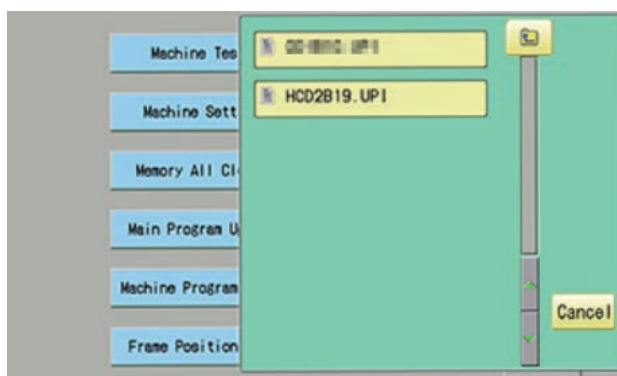 Machine Tes
Machine Sett
Memory All Cl
Main Program U
Machine Program
Frame Position
HCD2B19.UPI
Cancel